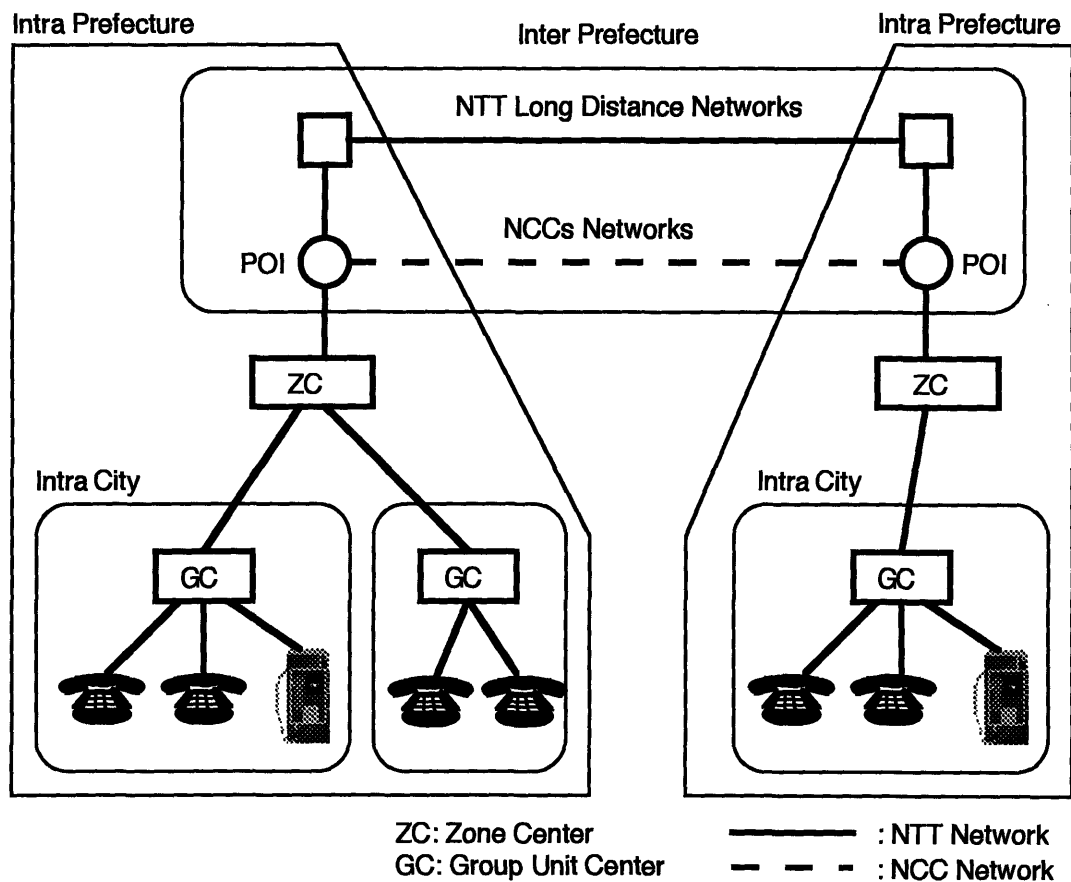 Intra Prefecture
Inter Prefecture
Intra Prefecture
NTT Long Distance Networks
NCCs Networks
POI
POI
ZC
ZC
Intra City
Intra City
GC
GC
GC
ZC: Zone Center
: NTT Network
GC: Group Unit Center
: NCC Network